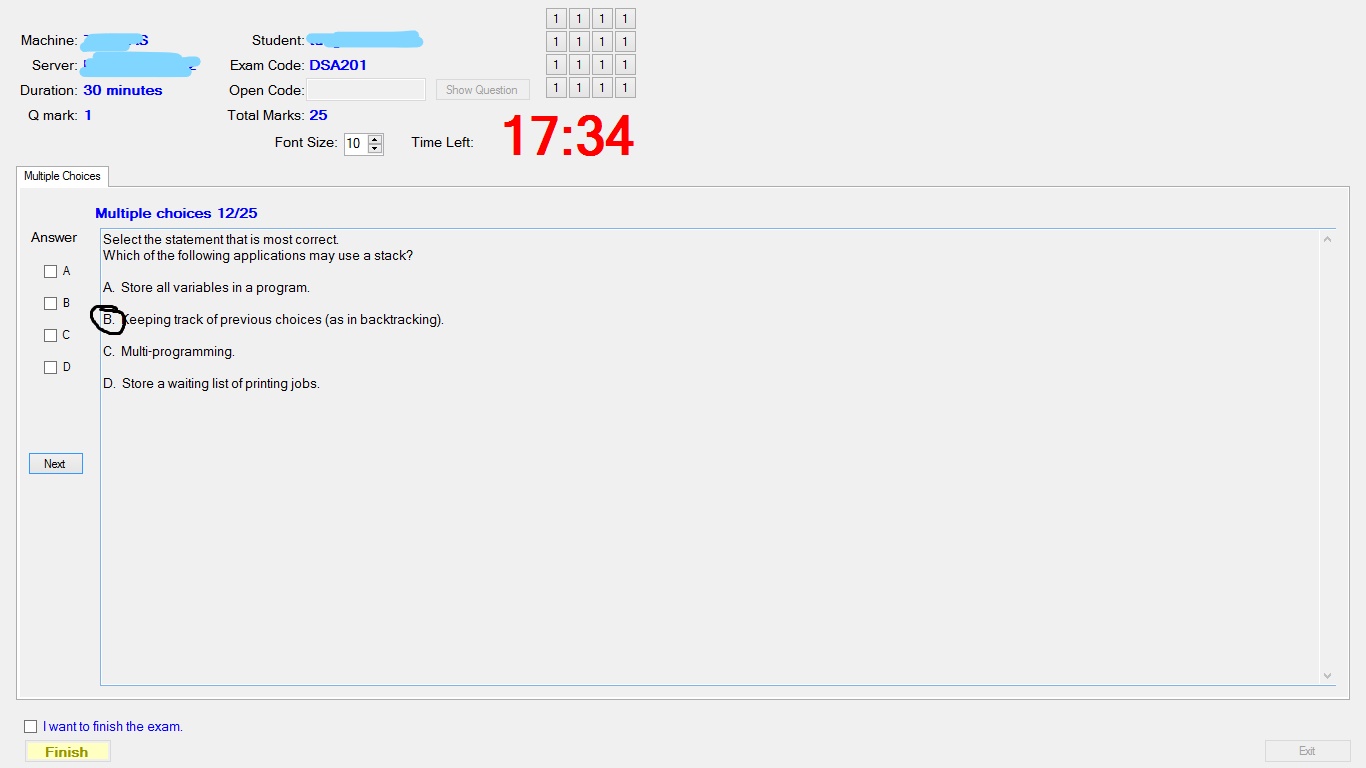 Machine:
Student:
Server:
Exam Code: DSA201
Duration: 30 minutes
Open Code:
Show Question
Q mark: 1
Total Marks: 25
1 1 1 1
1 1 1 1
1 1 1 1
1 1 1 1
Font Size: 10
Time Left: 17:34
Multiple Choices
Multiple choices 12/25
Answer
A
B
C
D
Next
Select the statement that is most correct.
Which of the following applications may use a stack?
A. Store all variables in a program.
B. Keeping track of previous choices (as in backtracking).
C. Multi-programming.
D. Store a waiting list of printing jobs.
I want to finish the exam.
Finish
Exit